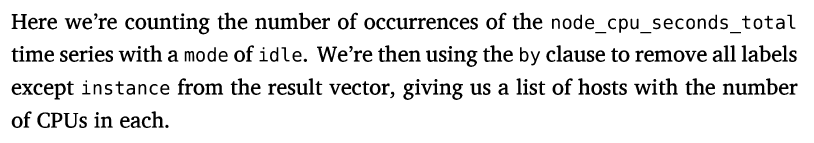 Here we’re counting the number of occurrences of the node_cpu_seconds_total
time series with a mode of idle. We’re then using the by clause to remove all labels
except instance from the result vector, giving us a list of hosts with the number
of CPUs in each.